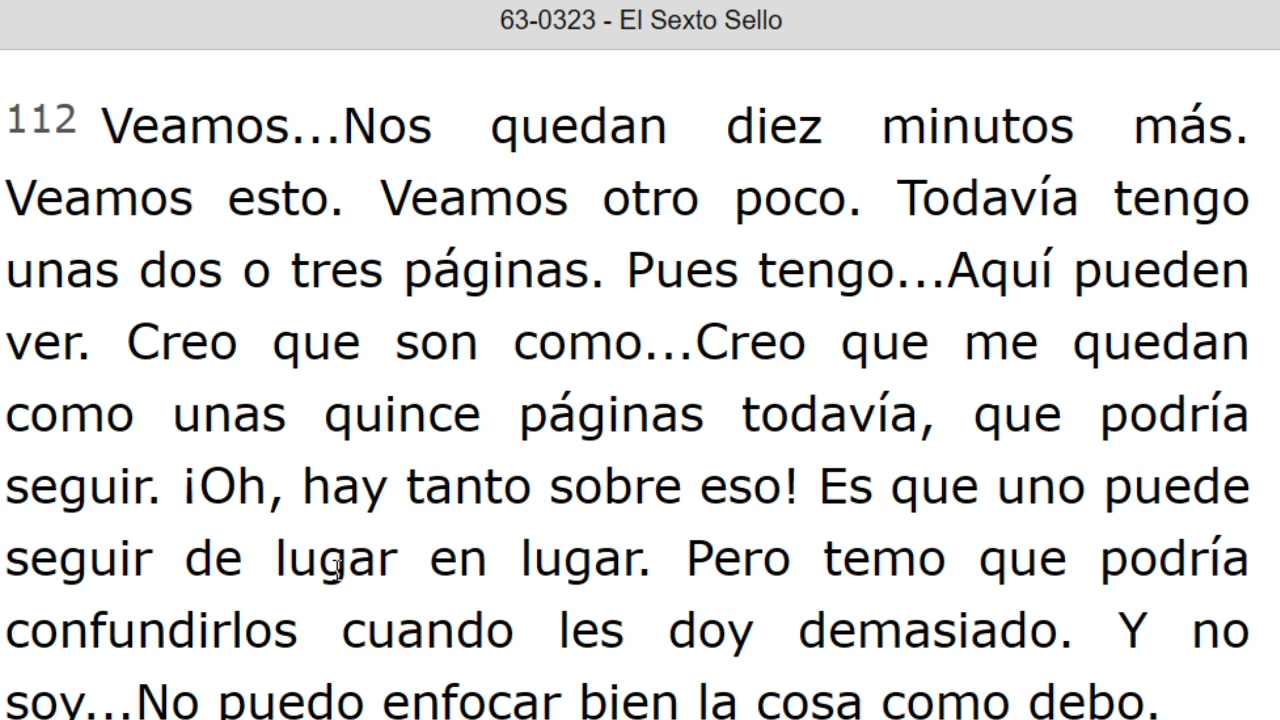 63-0323 - El Sexto Sello
112 Veamos...Nos quedan diez minutos más.
Veamos esto. Veamos otro poco. Todavía tengo
unas dos o tres páginas. Pues tengo...Aquí pueden
ver. Creo que son como...Creo que me quedan
como unas quince páginas todavía, que podría
seguir. ¡Oh, hay tanto sobre eso! Es que uno puede
seguir de lugar en lugar. Pero temo que podría
confundirlos cuando les doy demasiado. Y no
soy...No puedo enfocar bien la cosa como debo.